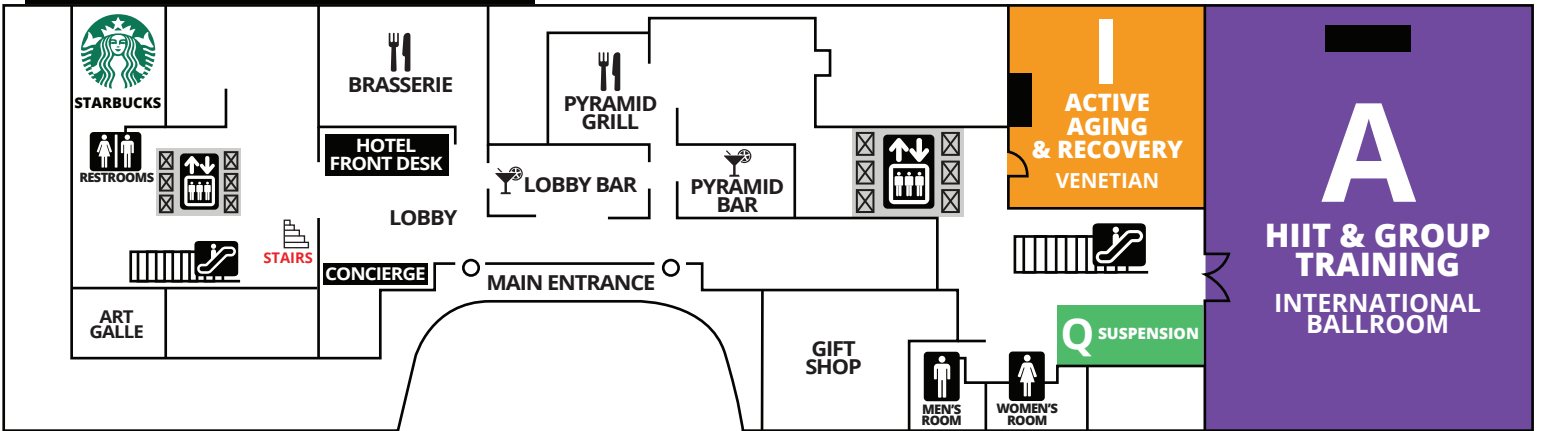 STARBUCKS
RESTROOMS
BRASSERIE
HOTEL
FRONT DESK
LOBBY
STAIRS
CONCIERGE
ART
GALLE
PYRAMID
GRILL
LOBBY BAR
PYRAMID
BAR
MAIN ENTRANCE
GIFT
SHOP
MEN'S
ROOM
WOMEN'S
ROOM
I
ACTIVE
AGING
& RECOVERY
VENETIAN
Q SUSPENSION
A
HIIT & GROUP
TRAINING
INTERNATIONAL
BALLROOM